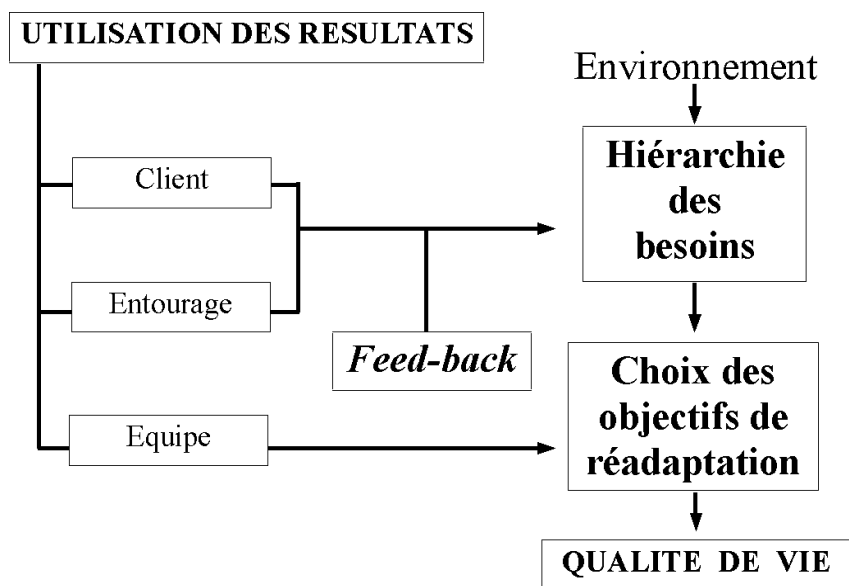 UTILISATION DES RESULTATS
Environnement
Client
Hiérarchie
des
besoins
Entourage
Feed-back
Choix des
objectifs de
réadaptation
Equipe
QUALITE DE VIE